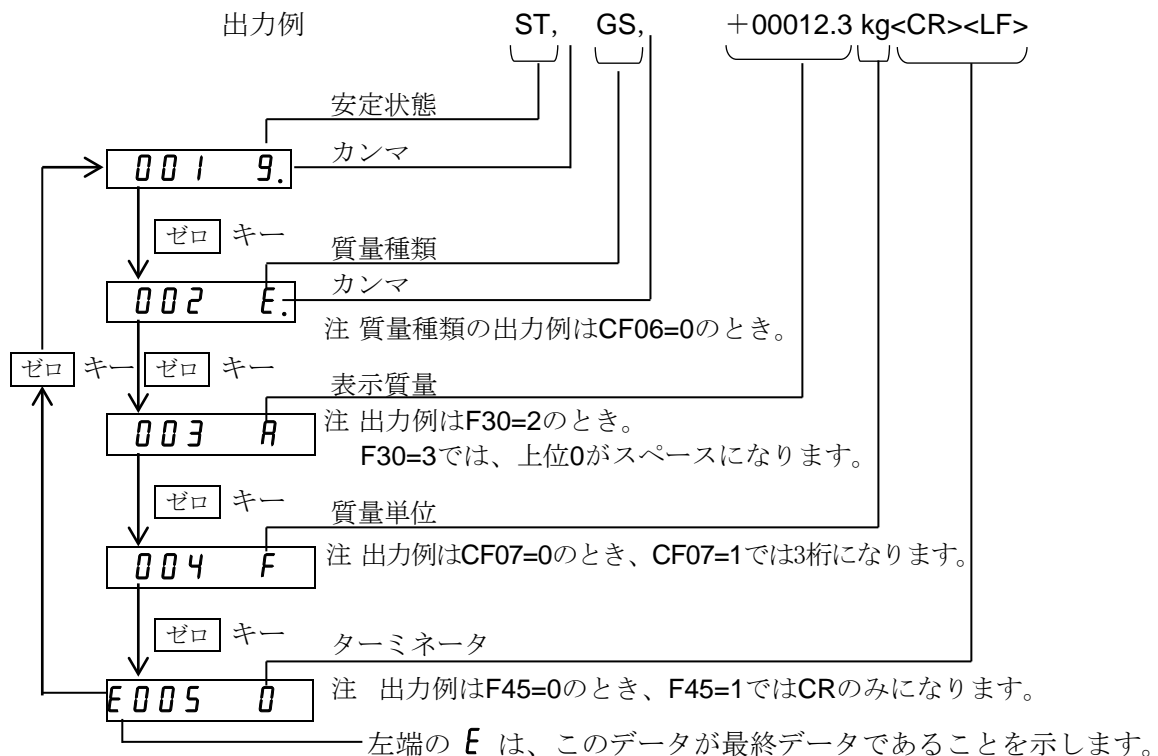 出力例 ST, GS, +00012.3 kg<CR><LF>
安定状態
001 9.
カンマ
ゼロ キー
質量種類
002 E.
カンマ
注 質量種類の出力例はCF06=0のとき。
ゼロ キー ゼロ キー
表示質量
003 A
注 出力例はF30=2のとき。
F30=3では、上位0がスペースになります。
ゼロ キー
質量単位
004 F
注 出力例はCF07=0のとき、CF07=1では3桁になります。
ゼロ キー
ターミネータ
E005 0
注 出力例はF45=0のとき、F45=1ではCRのみになります。
左端の E は、このデータが最終データであることを示します。